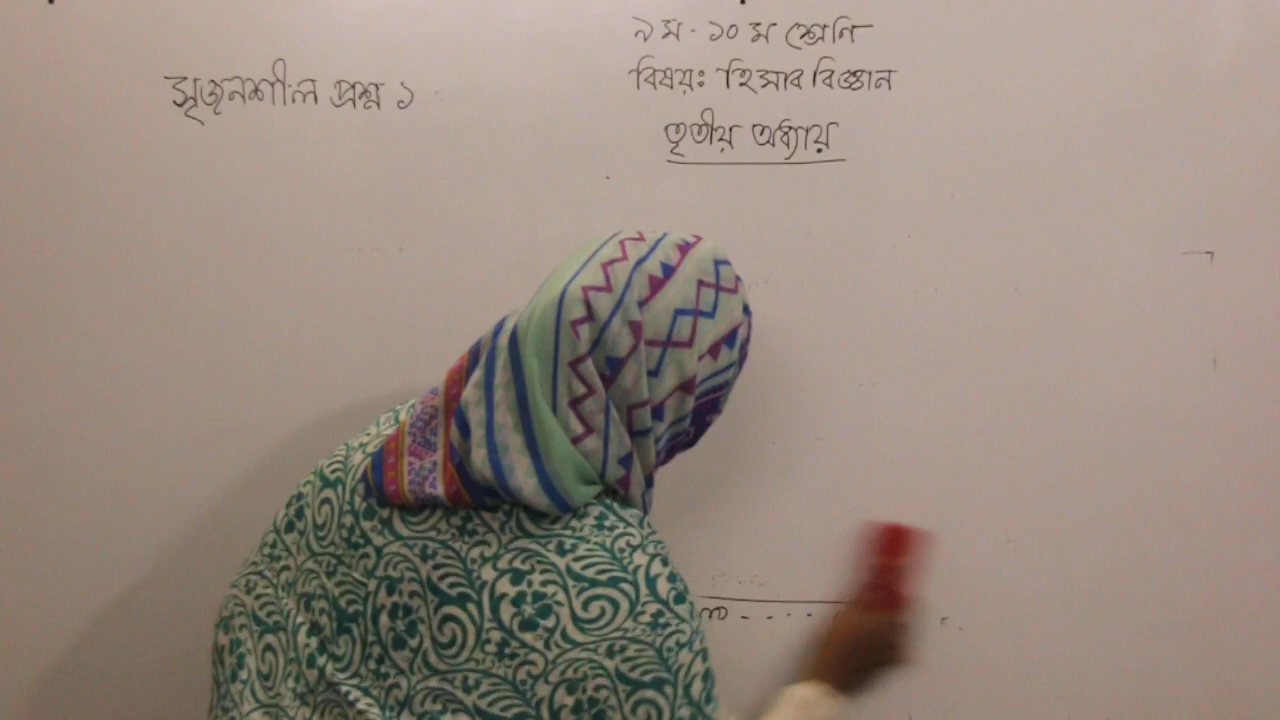 ৯ম - ১০ম শ্রেনি
সৃজনশীল প্রশ্ন ১
বিষয়ঃ হিসাব বিজ্ঞান
তৃতীয় অধ্যায়